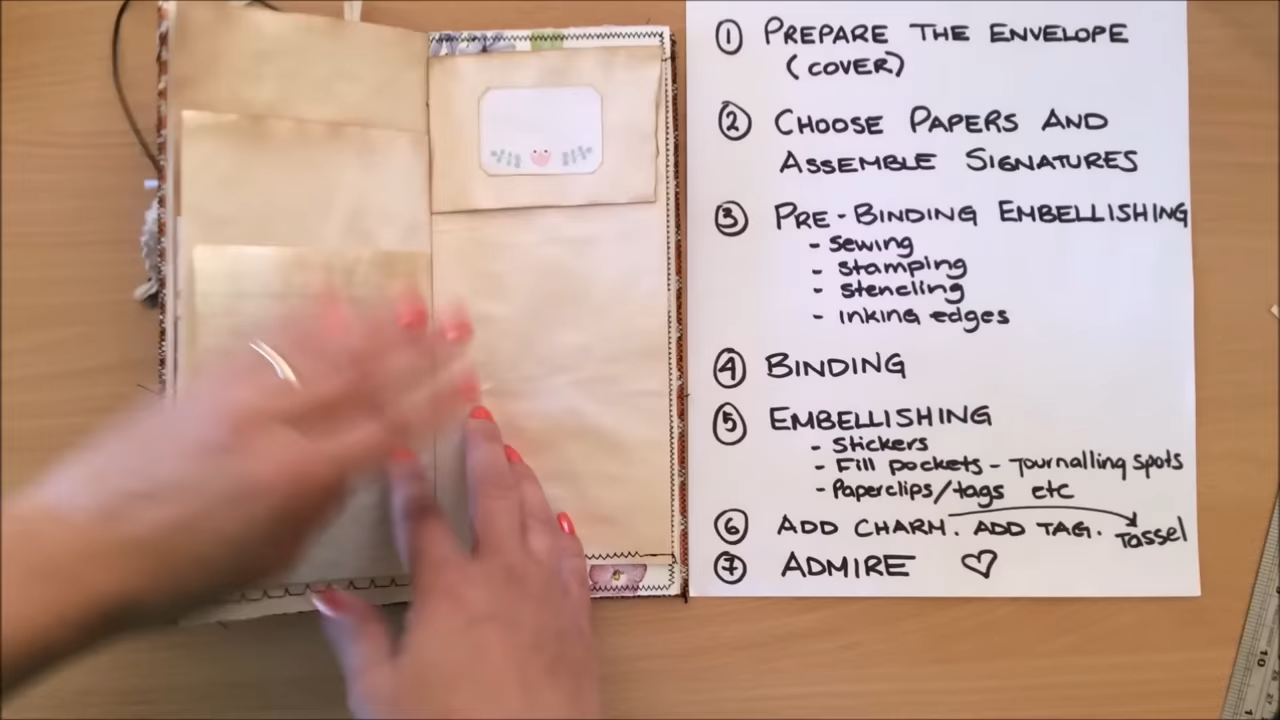 ① PREPARE THE ENVELOPE
(COVER)
② CHOOSE PAPERS AND
ASSEMBLE SIGNATURES
③ PRE-BINDING EMBELLISHING
- sewing
- stamping
- stencling
- inking edges
④ BINDING
⑤ EMBELLISHING
- Stickers
- Fill pockets - Journalling spots
- Paperclips/tags etc
⑥ ADD CHARM. ADD TAG. Tassel
⑦ ADMIRE ♡
10